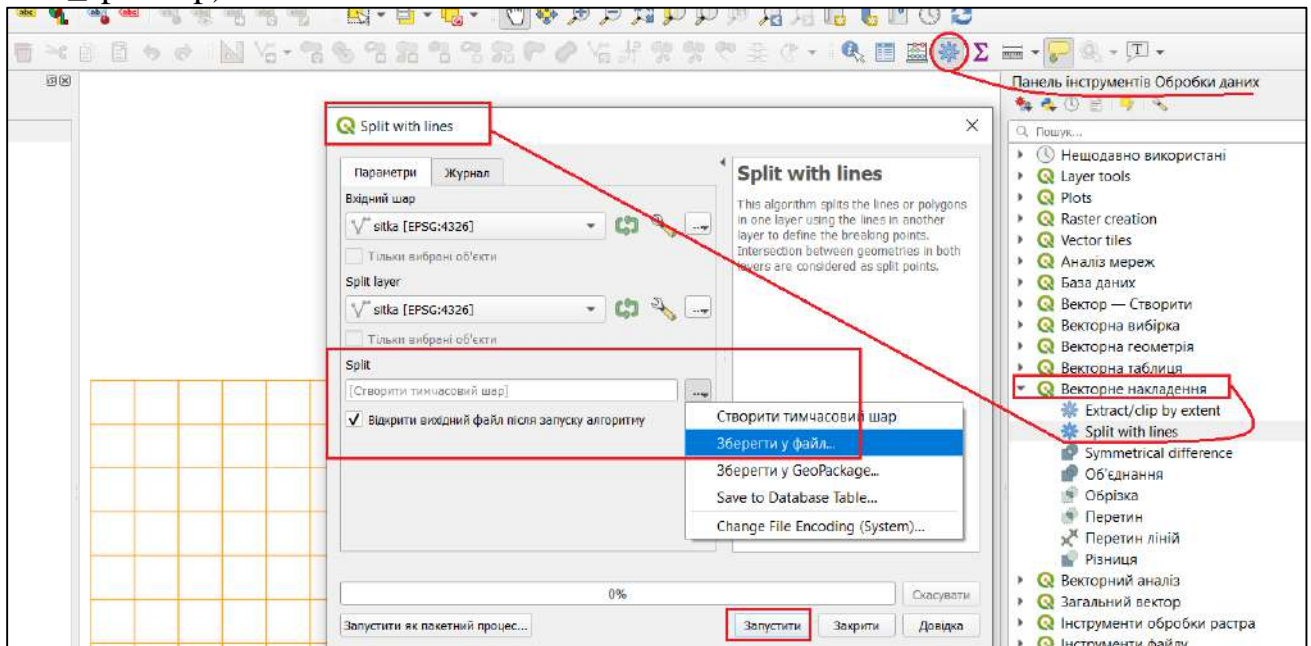 Панель інструментів Обробки даних
Split with lines
Параметри
Журнал
Вхідний шар
sitka [EPSG:4326]
Тільки вибрані об'єкти
Split layer
sitka [EPSG:4326]
Тільки вибрані об'єкти
Split
[Створити тимчасовий шар]
Відкрити вихідний файл після запуску алгоритму
Split with lines
This algorithm splits the lines or polygons
in one layer using the lines in another
layer to define the breaking points.
Intersection between geometries in both
layers are considered as split points.
Створити тимчасовий шар
Зберегти у файл...
Зберегти у GeoPackage...
Save to Database Table...
Change File Encoding (System)...
0%
Скасувати
Запустити як пакетний процес...
Запустити
Закрити
Довідка
Пошук...
Нещодавно використані
Layer tools
Plots
Raster creation
Vector tiles
Аналіз мереж
База даних
Вектор — Створити
Векторна вибірка
Векторна геометрія
Векторна таблиця
Векторне накладення
Extract/clip by extent
Split with lines
Symmetrical difference
Об'єднання
Обрізка
Перетин
Перетин ліній
Різниця
Векторний аналіз
Загальний вектор
Інструменти обробки растра
Інструменти файлу